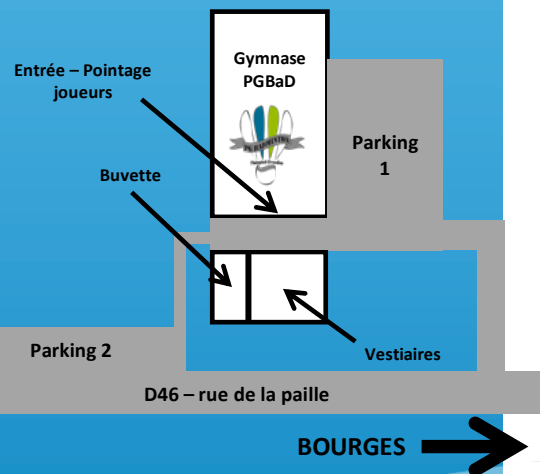 Gymnase
PGBaD
Entrée – Pointage
joueurs
Parking
1
Buvette
Parking 2
Vestiaires
D46 – rue de la paille
BOURGES